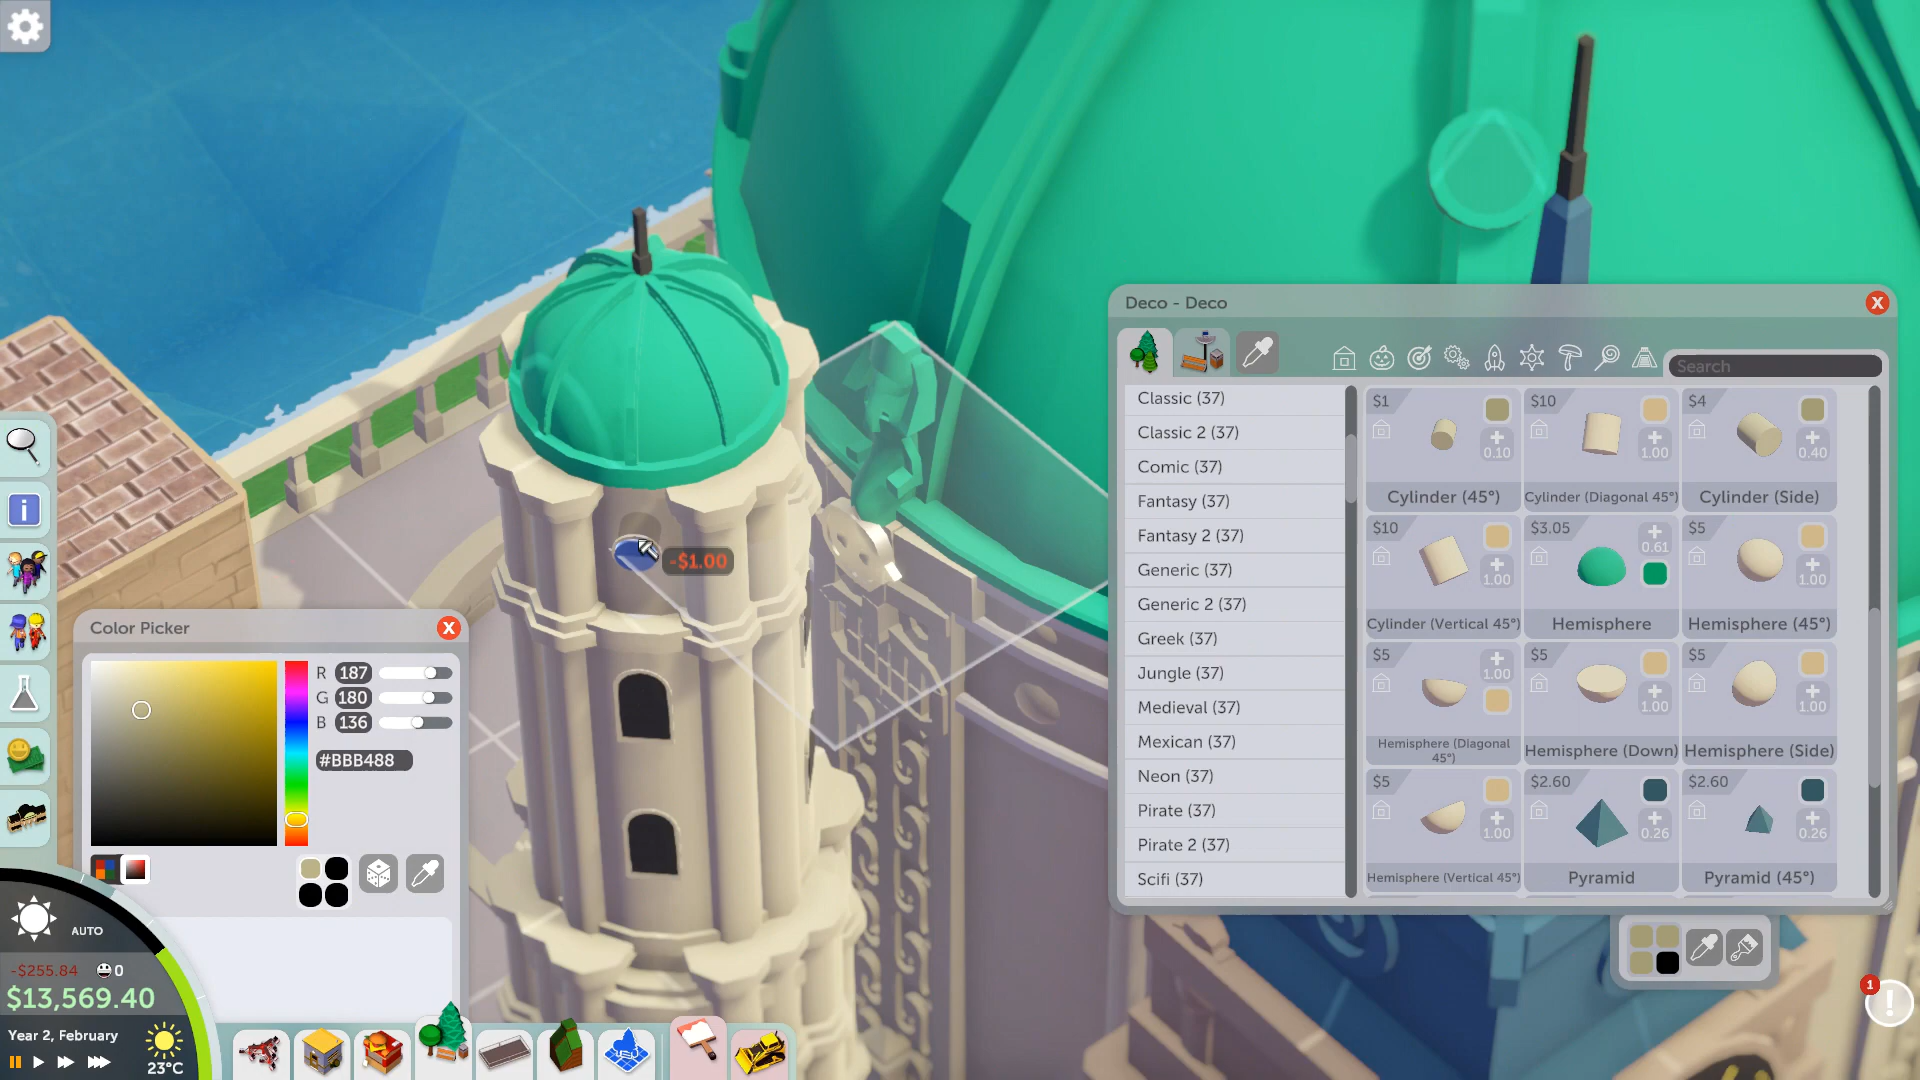 Deco - Deco
X
Search
Classic (37)
Classic 2 (37)
Comic (37)
Fantasy (37)
Fantasy 2 (37)
Generic (37)
Generic 2 (37)
Greek (37)
Jungle (37)
Medieval (37)
Mexican (37)
Neon (37)
Pirate (37)
Pirate 2 (37)
Scifi (37)
$1
0.10
Cylinder (45°)
$10
1.00
Cylinder (Diagonal 45°)
$4
0.40
Cylinder (Side)
$10
1.00
Cylinder (Vertical 45°)
$3.05
0.61
Hemisphere
$5
1.00
Hemisphere (45°)
$5
1.00
Hemisphere (Diagonal
45°)
$5
1.00
Hemisphere (Down)
$5
1.00
Hemisphere (Side)
$5
1.00
Hemisphere (Vertical 45°)
$2.60
0.26
Pyramid
$2.60
0.26
Pyramid (45°)
-$1.00
Color Picker
X
R 187
G 180
B 136
#BBB488
AUTO
-$255.84 0
$13,569.40
Year 2, February
23°C
1